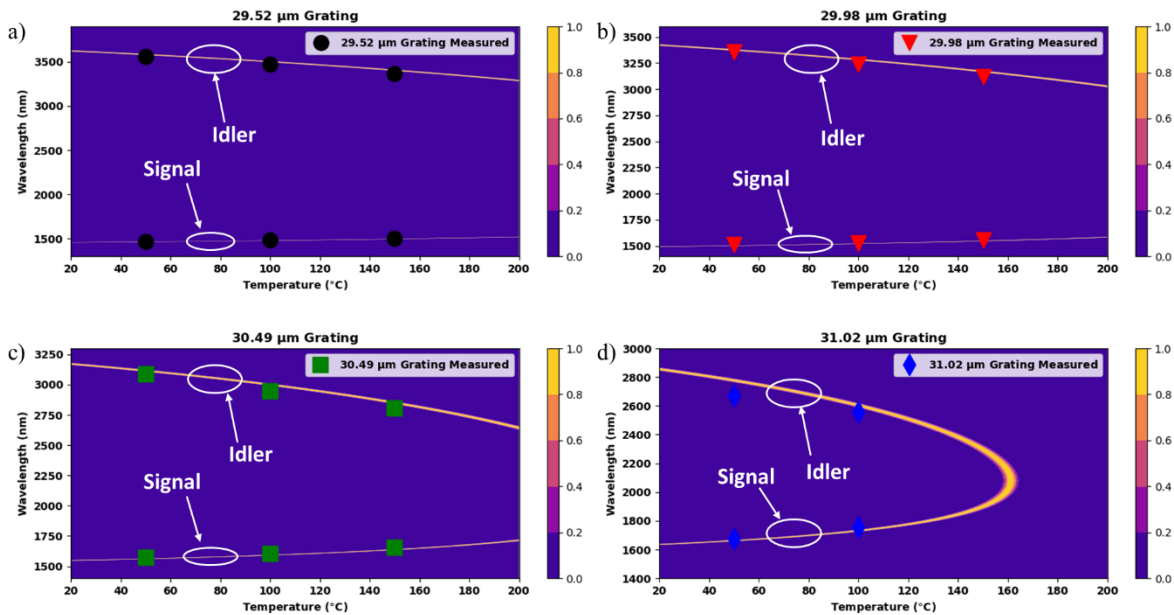 a)
29.52 μm Grating
29.52 μm Grating Measured
Idler
Signal
Wavelength (nm)
3500
3000
2500
2000
1500
20 40 60 80 100 120 140 160 180 200
Temperature (°C)
1.0
0.8
0.6
0.4
0.2
0.0
b)
29.98 μm Grating
29.98 μm Grating Measured
Idler
Signal
Wavelength (nm)
3500
3250
3000
2750
2500
2250
2000
1750
1500
20 40 60 80 100 120 140 160 180 200
Temperature (°C)
1.0
0.8
0.6
0.4
0.2
0.0
c)
30.49 μm Grating
30.49 μm Grating Measured
Idler
Signal
Wavelength (nm)
3250
3000
2750
2500
2250
2000
1750
1500
20 40 60 80 100 120 140 160 180 200
Temperature (°C)
1.0
0.8
0.6
0.4
0.2
0.0
d)
31.02 μm Grating
31.02 μm Grating Measured
Idler
Signal
Wavelength (nm)
3000
2800
2600
2400
2200
2000
1800
1600
1400
20 40 60 80 100 120 140 160 180 200
Temperature (°C)
1.0
0.8
0.6
0.4
0.2
0.0